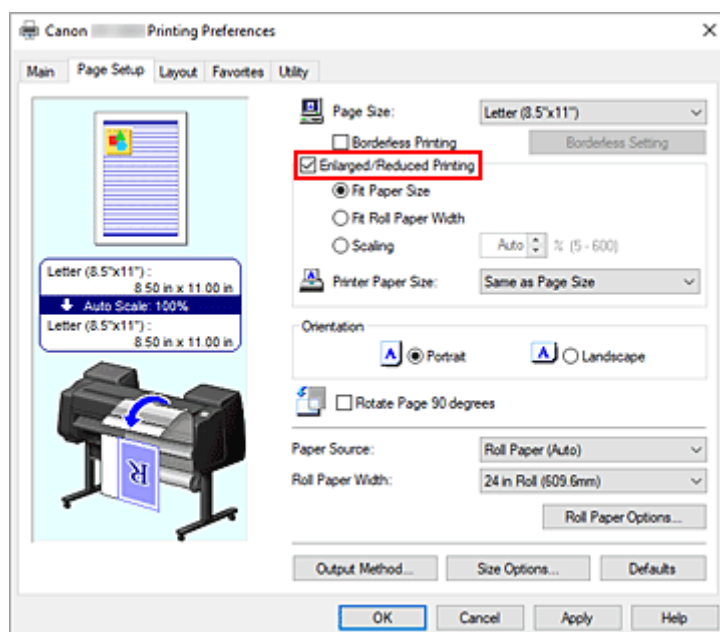 Canon Printing Preferences
Main Page Setup Layout Favorites Utility
Page Size: Letter (8.5"x11")
Borderless Printing Borderless Setting
Enlarged/Reduced Printing
Fit Paper Size
Fit Roll Paper Width
Scaling Auto % (5 - 600)
Printer Paper Size: Same as Page Size
Letter (8.5"x11") :
8.50 in x 11.00 in
Auto Scale: 100%
Letter (8.5"x11") :
8.50 in x 11.00 in
Orientation
A Portrait A Landscape
Rotate Page 90 degrees
R
Paper Source: Roll Paper (Auto)
Roll Paper Width: 24 in Roll (609.6mm)
Roll Paper Options...
Output Method... Size Options... Defaults
OK Cancel Apply Help